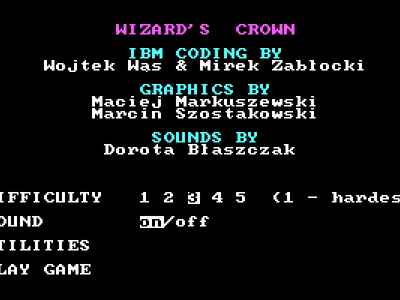 WIZARD'S CROWN
IBM CODING BY
Wojtek Wąs & Mirek Zabłocki
GRAPHICS BY
Maciej Markuszewski
Marcin Szostakowski
SOUNDS BY
Dorota Błaszczak
IFFICULTY 1 2 3 4 5 (1 - hardes
OUND on/off
TILITIES
LAY GAME